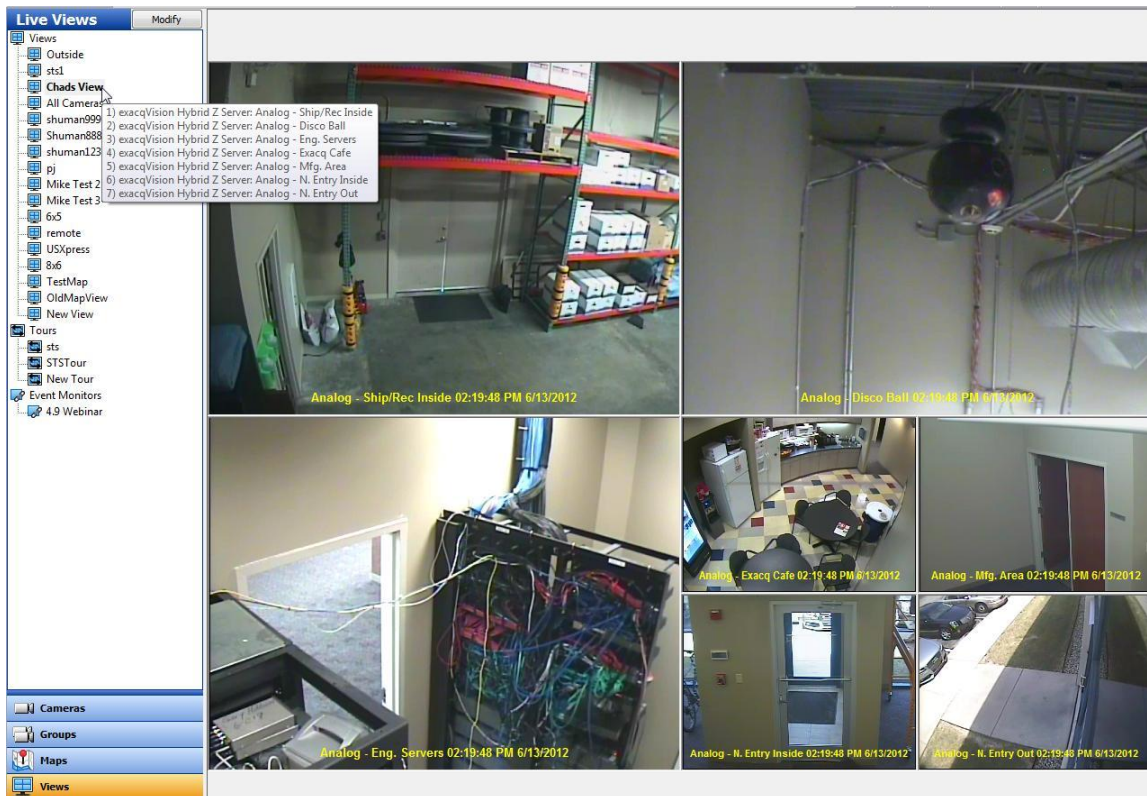 Live Views
Modify
Views
Outside
sts1
Chads View
All Cameras
shuman999
Shuman888
shuman123
pj
Mike Test 2
Mike Test 3
6x5
remote
USXpress
8x6
TestMap
OldMapView
New View
Tours
sts
STSTour
New Tour
Event Monitors
4.9 Webinar
1) exacqVision Hybrid Z Server: Analog - Ship/Rec Inside
2) exacqVision Hybrid Z Server: Analog - Disco Ball
3) exacqVision Hybrid Z Server: Analog - Eng. Servers
4) exacqVision Hybrid Z Server: Analog - Exacq Cafe
5) exacqVision Hybrid Z Server: Analog - Mfg. Area
6) exacqVision Hybrid Z Server: Analog - N. Entry Inside
7) exacqVision Hybrid Z Server: Analog - N. Entry Out
Cameras
Groups
Maps
Views
Analog - Ship/Rec Inside 02:19:48 PM 6/13/2012
Analog - Disco Ball 02:19:48 PM 6/13/2012
Analog - Eng. Servers 02:19:48 PM 6/13/2012
Analog - Exacq Cafe 02:19:48 PM 6/13/2012
Analog - Mfg. Area 02:19:48 PM 6/13/2012
Analog - N. Entry Inside 02:19:48 PM 6/13/2012
Analog - N. Entry Out 02:19:48 PM 6/13/2012